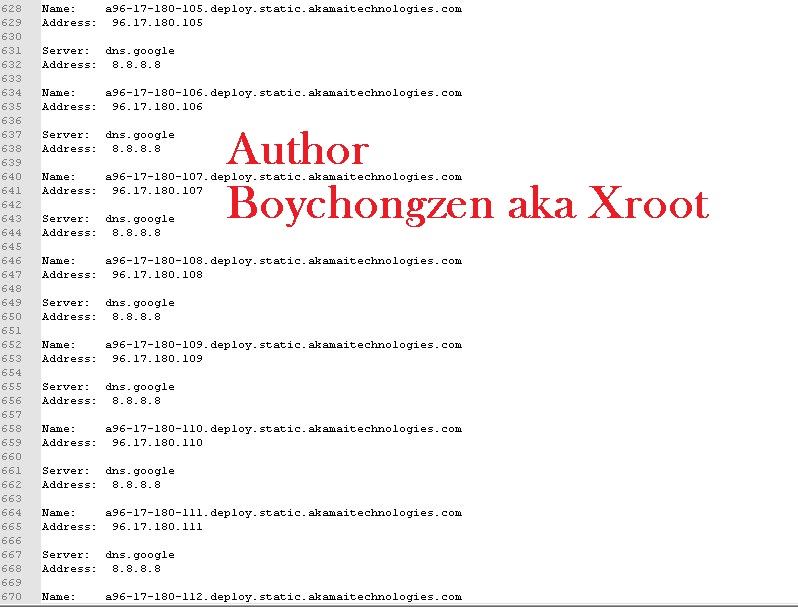 628 Name:    a96-17-180-105.deploy.static.akamaitechnologies.com
629 Address:  96.17.180.105
630
631 Server:  dns.google
632 Address:  8.8.8.8
633
634 Name:    a96-17-180-106.deploy.static.akamaitechnologies.com
635 Address:  96.17.180.106
636
637 Server:  dns.google
638 Address:  8.8.8.8
Author
639
640 Name:    a96-17-180-107.deploy.static.akamaitechnologies.com
641 Address:  96.17.180.107
Boychongzen aka Xroot
642
643 Server:  dns.google
644 Address:  8.8.8.8
645
646 Name:    a96-17-180-108.deploy.static.akamaitechnologies.com
647 Address:  96.17.180.108
648
649 Server:  dns.google
650 Address:  8.8.8.8
651
652 Name:    a96-17-180-109.deploy.static.akamaitechnologies.com
653 Address:  96.17.180.109
654
655 Server:  dns.google
656 Address:  8.8.8.8
657
658 Name:    a96-17-180-110.deploy.static.akamaitechnologies.com
659 Address:  96.17.180.110
660
661 Server:  dns.google
662 Address:  8.8.8.8
663
664 Name:    a96-17-180-111.deploy.static.akamaitechnologies.com
665 Address:  96.17.180.111
666
667 Server:  dns.google
668 Address:  8.8.8.8
669
670 Name:    a96-17-180-112.deploy.static.akamaitechnologies.com